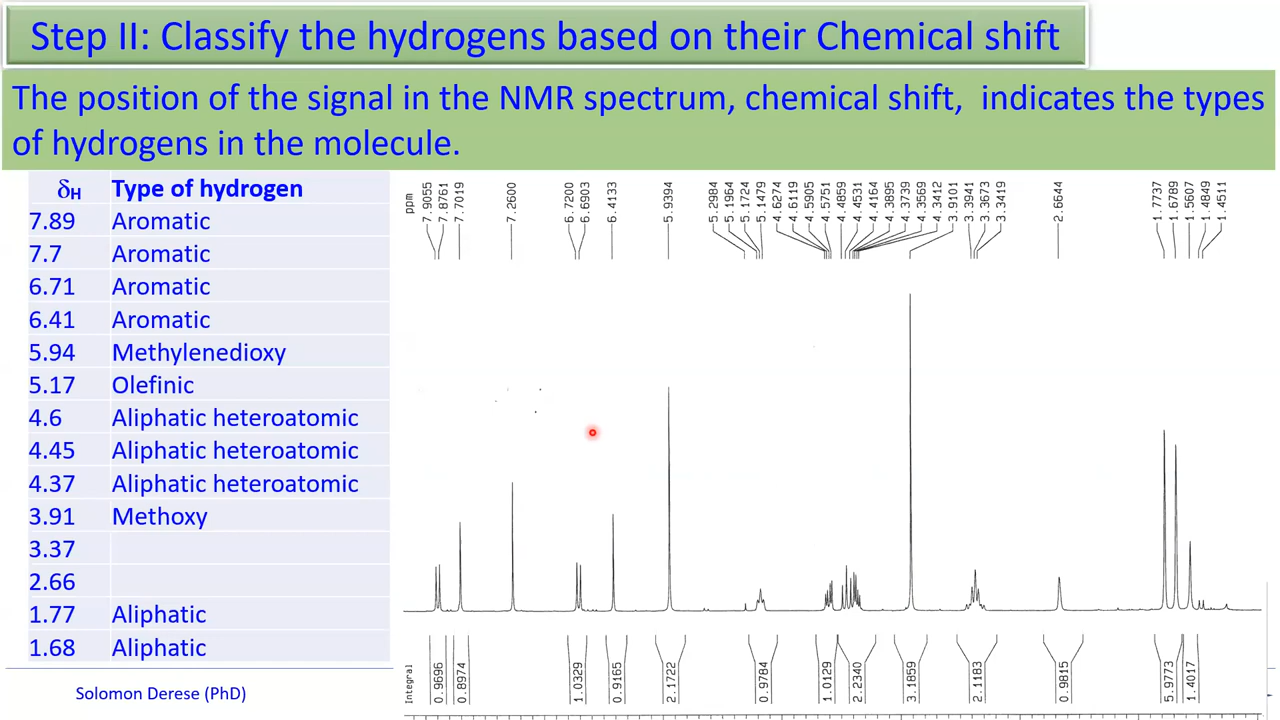 Step II: Classify the hydrogens based on their Chemical shift
The position of the signal in the NMR spectrum, chemical shift, indicates the types
of hydrogens in the molecule.
δH Type of hydrogen
7.89 Aromatic
7.7 Aromatic
6.71 Aromatic
6.41 Aromatic
5.94 Methylenedioxy
5.17 Olefinic
4.6 Aliphatic heteroatomic
4.45 Aliphatic heteroatomic
4.37 Aliphatic heteroatomic
3.91 Methoxy
3.37
2.66
1.77 Aliphatic
1.68 Aliphatic
Solomon Derese (PhD)
ppm
7.9055
7.8761
7.7019
7.2600
6.7200
6.6903
6.4133
5.9394
5.2984
5.1964
5.1724
5.1479
4.6274
4.6119
4.5905
4.5751
4.4859
4.4531
4.4164
4.3895
4.3739
4.3569
4.3412
3.9101
3.3941
3.3673
3.3419
2.6644
1.7737
1.6789
1.5607
1.4849
1.4511
Integral
0.9696
0.8974
1.0329
0.9165
2.1722
0.9784
1.0129
2.2340
3.1859
2.1183
0.9815
5.9773
1.4017